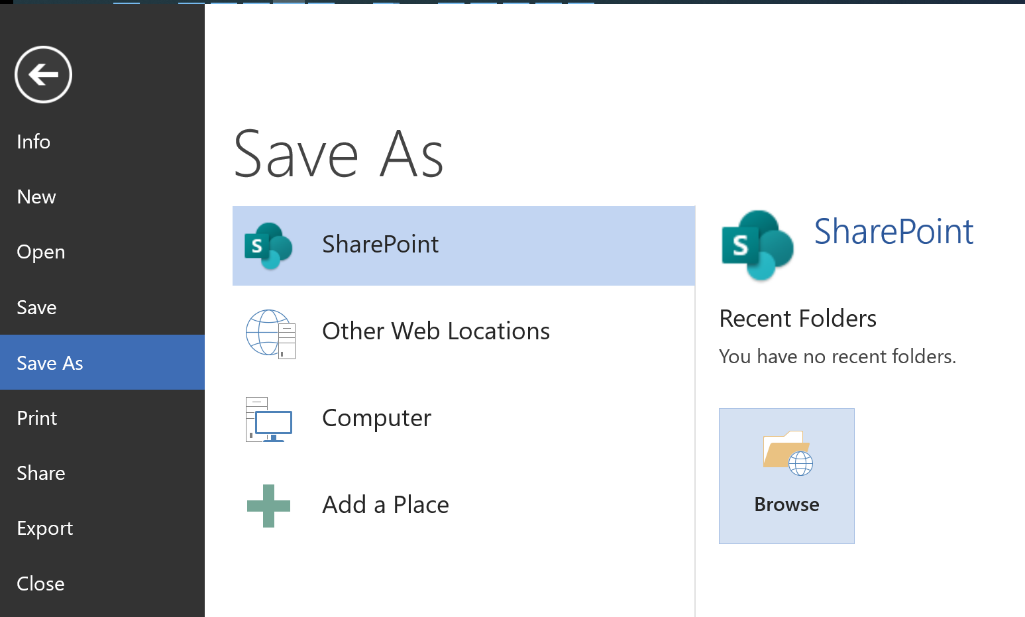 Info
New
Open
Save
Save As
Print
Share
Export
Close
Save As
S SharePoint
Other Web Locations
Computer
Add a Place
S SharePoint
Recent Folders
You have no recent folders.
Browse